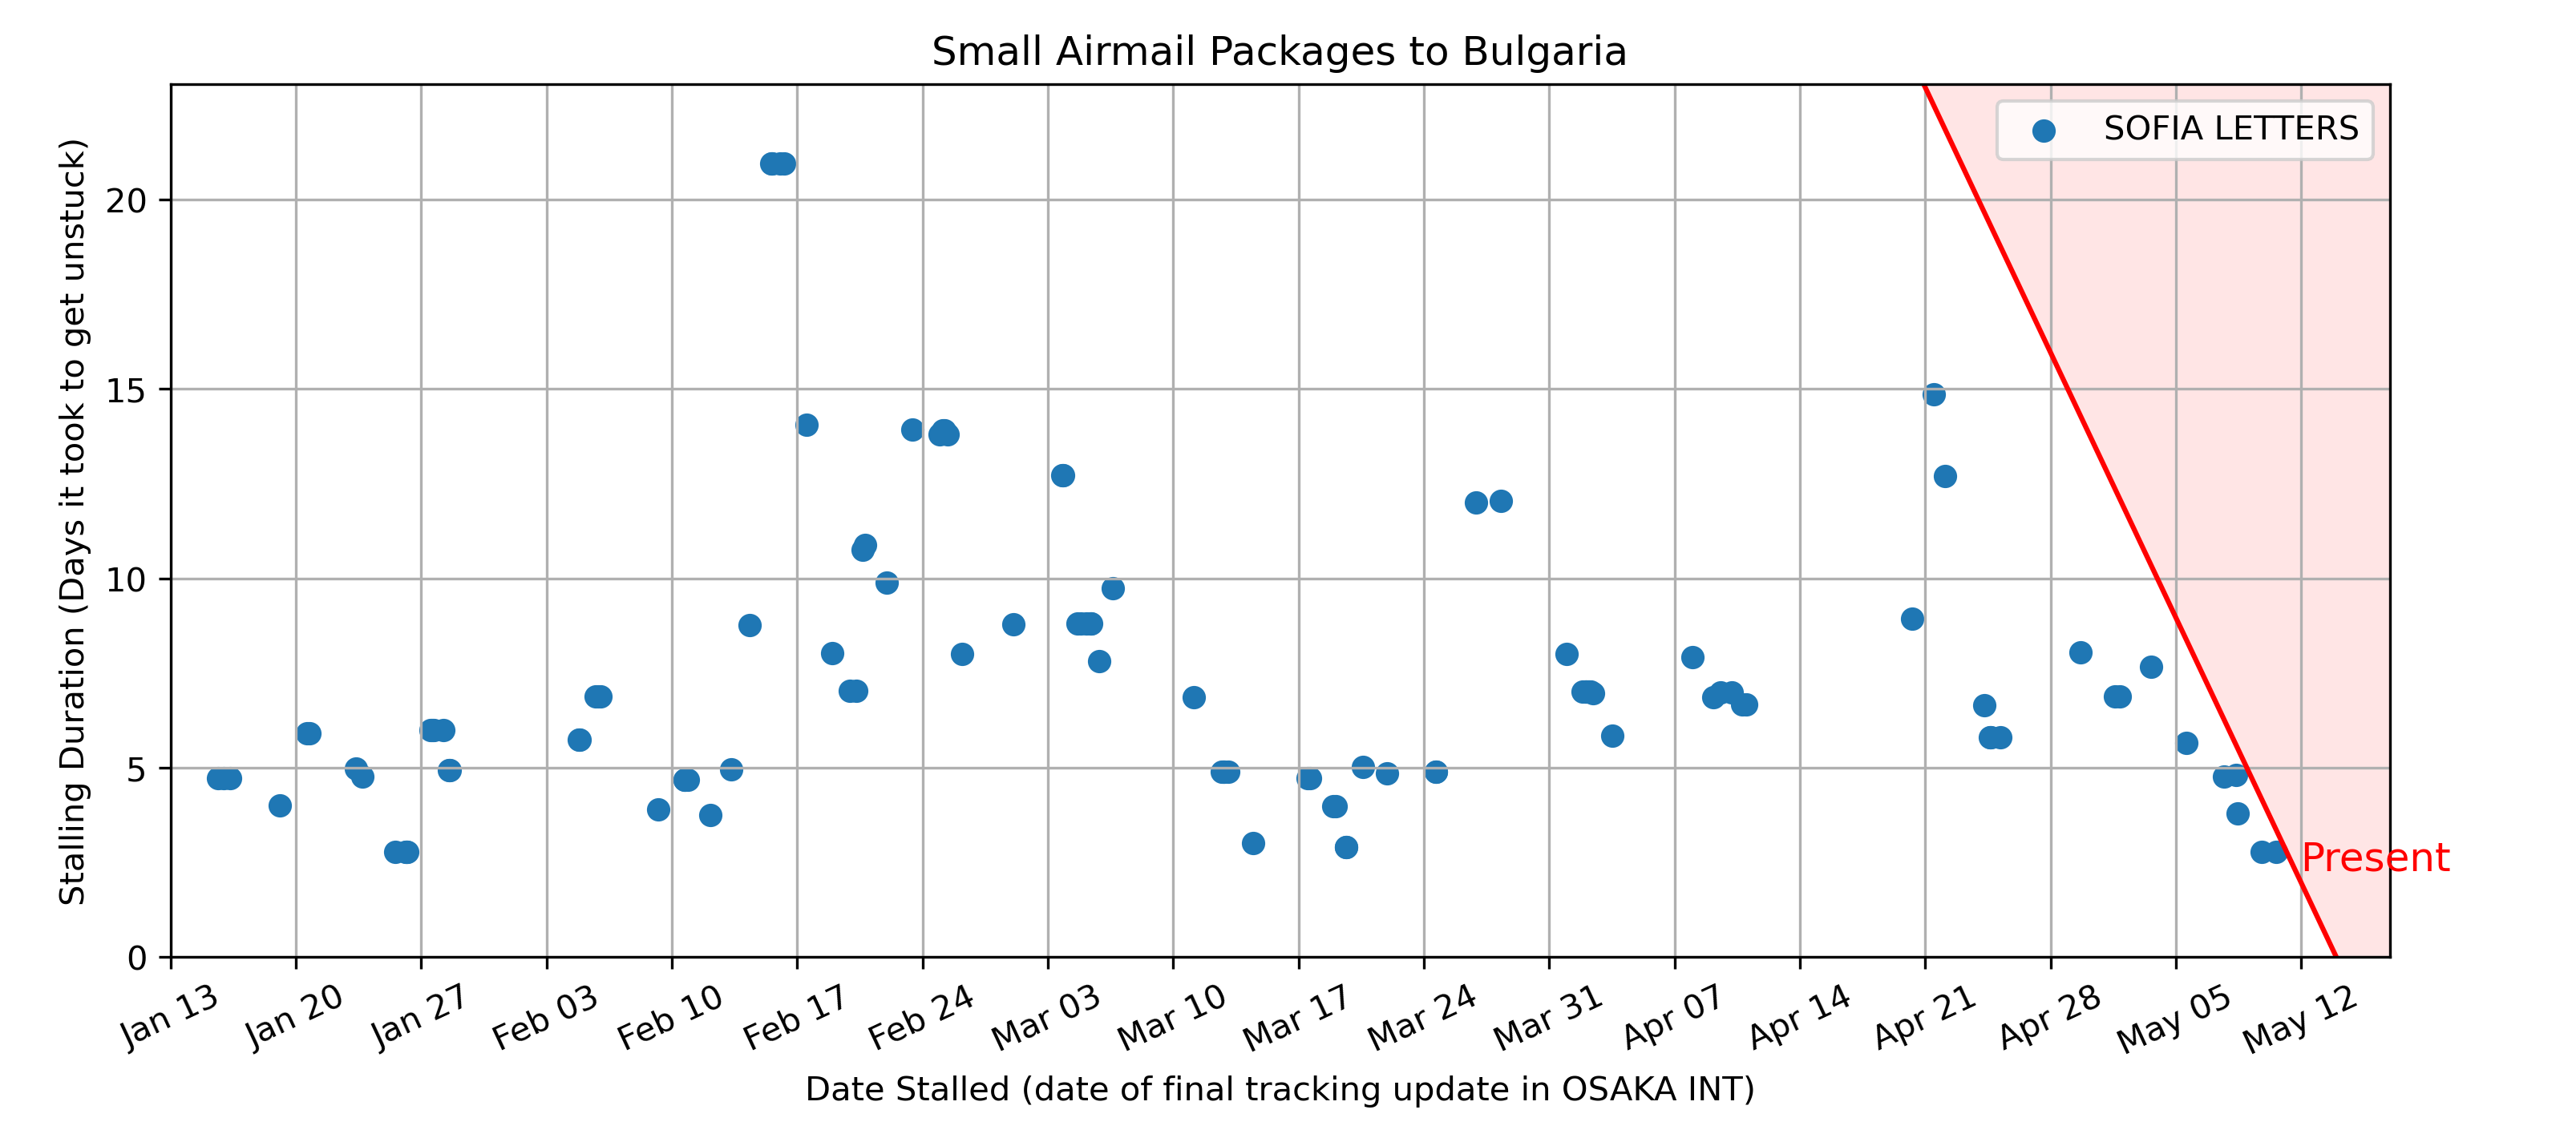 Small Airmail Packages to Bulgaria
SOFIA LETTERS
Stalling Duration (Days it took to get unstuck)
20
15
10
5
0
Present
Jan 13
Jan 20
Jan 27
Feb 03
Feb 10
Feb 17
Feb 24
Mar 03
Mar 10
Mar 17
Mar 24
Mar 31
Apr 07
Apr 14
Apr 21
Apr 28
May 05
May 12
Date Stalled (date of final tracking update in OSAKA INT)